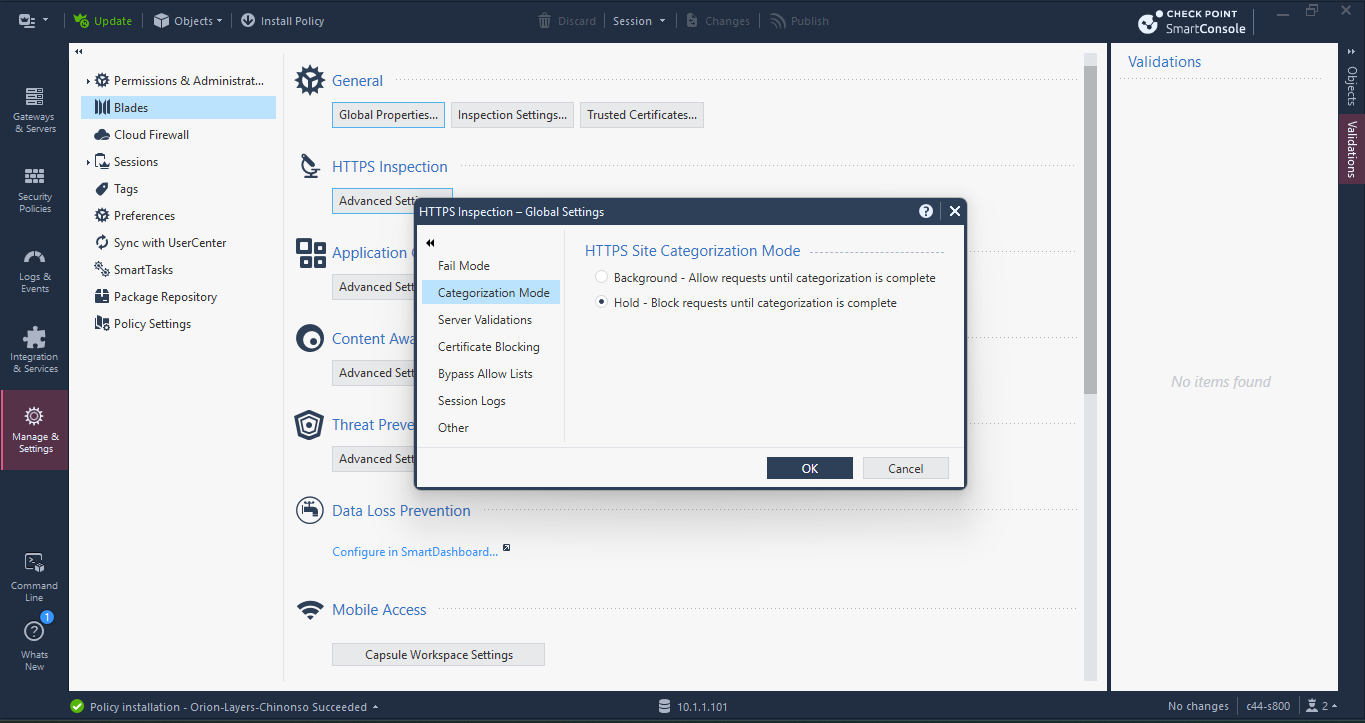 Update
Objects
Install Policy
Discard
Session
Changes
Publish
CHECK POINT
SmartConsole
Gateways
& Servers
Security
Policies
Logs &
Events
Integration
& Services
Manage &
Settings
Command
Line
1
Whats
New
Permissions & Administrat...
Blades
Cloud Firewall
Sessions
Tags
Preferences
Sync with UserCenter
SmartTasks
Package Repository
Policy Settings
General
Global Properties...
Inspection Settings...
Trusted Certificates...
HTTPS Inspection
Advanced Setti
Application
Advanced Sett
Content Awa
Advanced Sett
Threat Preve
Advanced Sett
Data Loss Prevention
Configure in SmartDashboard...
Mobile Access
Capsule Workspace Settings
HTTPS Inspection – Global Settings
?
Fail Mode
Categorization Mode
Server Validations
Certificate Blocking
Bypass Allow Lists
Session Logs
Other
HTTPS Site Categorization Mode
Background - Allow requests until categorization is complete
Hold - Block requests until categorization is complete
OK
Cancel
Validations
No items found
Objects
Validations
Policy installation - Orion-Layers-Chinonso Succeeded
10.1.1.101
No changes
c44-s800
2